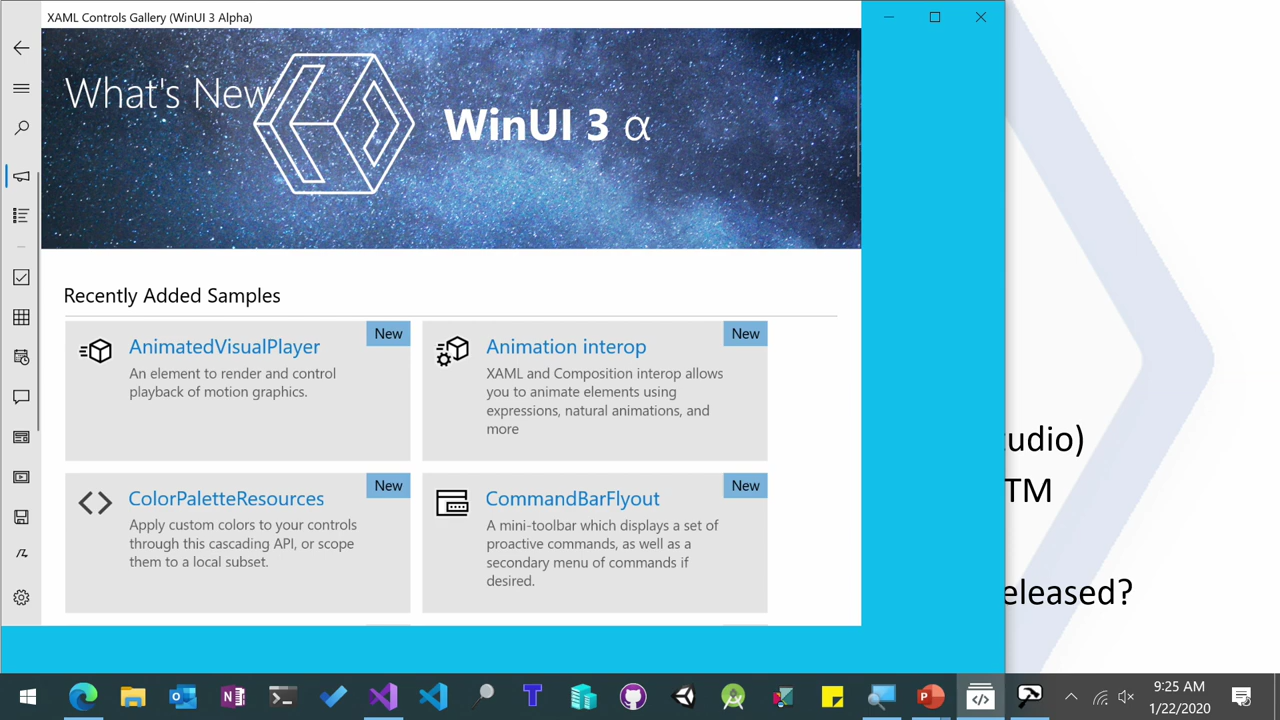 XAML Controls Gallery (WinUI 3 Alpha)
What's New
WinUI 3 α
Recently Added Samples
New
AnimatedVisualPlayer
An element to render and control
playback of motion graphics.
New
Animation interop
XAML and Composition interop allows
you to animate elements using
expressions, natural animations, and
more
New
ColorPaletteResources
Apply custom colors to your controls
through this cascading API, or scope
them to a local subset.
New
CommandBarFlyout
A mini-toolbar which displays a set of
proactive commands, as well as a
secondary menu of commands if
desired.
tudio)
TM
eleased?
9:25 AM
1/22/2020